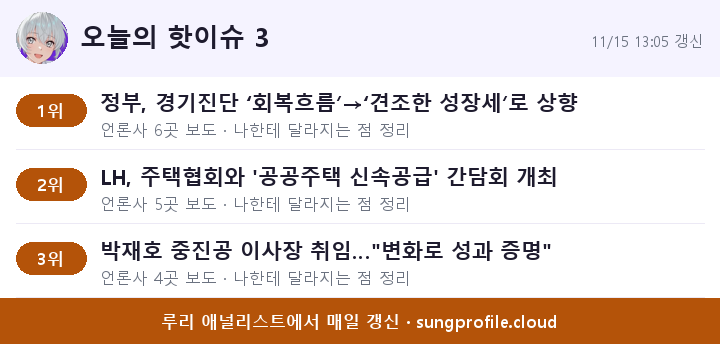 오늘의 핫이슈 3
11/15 13:05 갱신
1위
정부, 경기진단 ‘회복흐름’→‘견조한 성장세’로 상향
언론사 6곳 보도 · 나한테 달라지는 점 정리
2위
LH, 주택협회와 '공공주택 신속공급' 간담회 개최
언론사 5곳 보도 · 나한테 달라지는 점 정리
3위
박재호 중진공 이사장 취임..."변화로 성과 증명"
언론사 4곳 보도 · 나한테 달라지는 점 정리
루리 애널리스트에서 매일 갱신 · sungprofile.cloud